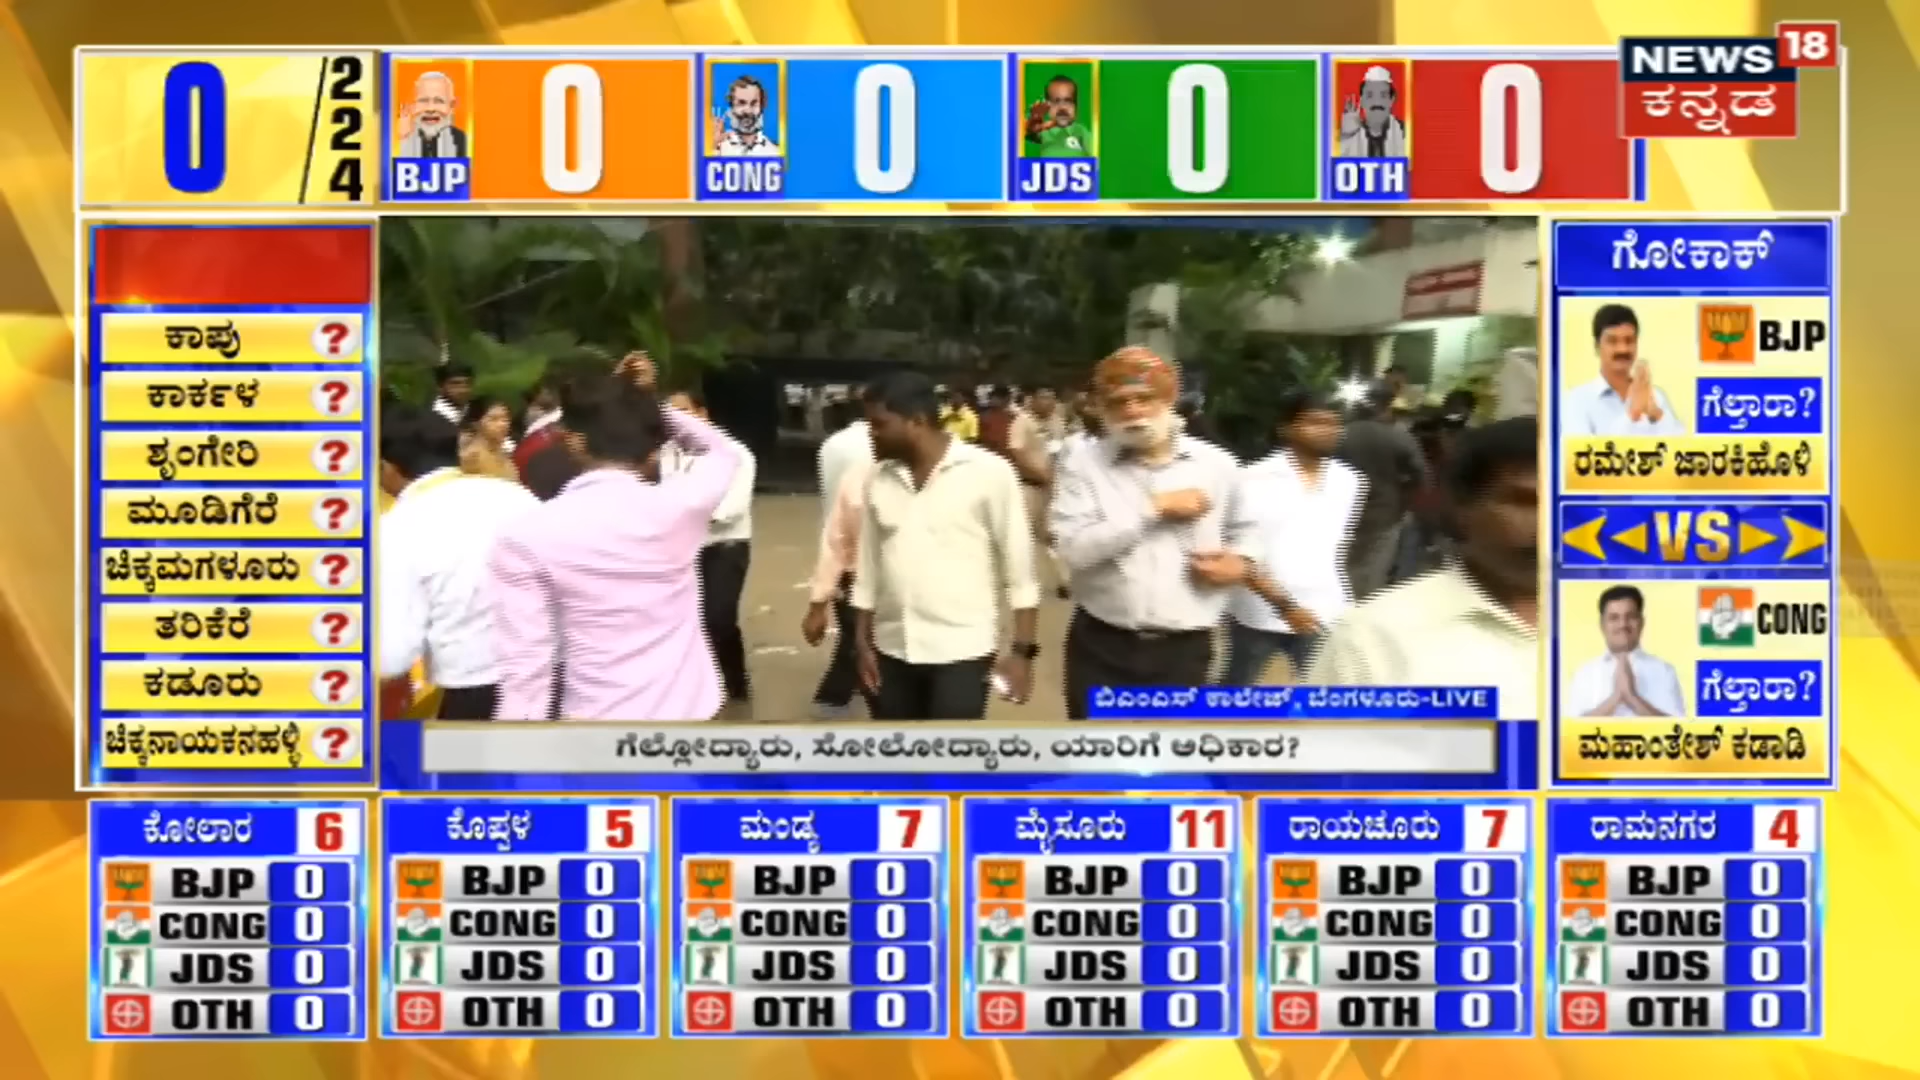 0 / 224
BJP 0
CONG 0
JDS 0
OTH 0
NEWS 18
ಕನ್ನಡ
ಕಾಪು ?
ಕಾರ್ಕಳ ?
ಶೃಂಗೇರಿ ?
ಮೂಡಿಗೆರೆ ?
ಚಿಕ್ಕಮಗಳೂರು ?
ತರಿಕೆರೆ ?
ಕಡೂರು ?
ಚಿಕ್ಕನಾಯಕನಹಳ್ಳಿ ?
ಬಿಎಂಎಸ್ ಕಾಲೇಜ್, ಬೆಂಗಳೂರು-LIVE
ಗೆಲ್ಲೋದ್ಯಾರು, ಸೋಲೋದ್ಯಾರು, ಯಾರಿಗೆ ಅಧಿಕಾರ?
ಗೋಕಾಕ್
BJP
ಗೆಲ್ತಾರಾ?
ರಮೇಶ್ ಜಾರಕಿಹೊಳಿ
VS
CONG
ಗೆಲ್ತಾರಾ?
ಮಹಾಂತೇಶ್ ಕಡಾಡಿ
ಕೋಲಾರ 6
BJP 0
CONG 0
JDS 0
OTH 0
ಕೊಪ್ಪಳ 5
BJP 0
CONG 0
JDS 0
OTH 0
ಮಂಡ್ಯ 7
BJP 0
CONG 0
JDS 0
OTH 0
ಮೈಸೂರು 11
BJP 0
CONG 0
JDS 0
OTH 0
ರಾಯಚೂರು 7
BJP 0
CONG 0
JDS 0
OTH 0
ರಾಮನಗರ 4
BJP 0
CONG 0
JDS 0
OTH 0